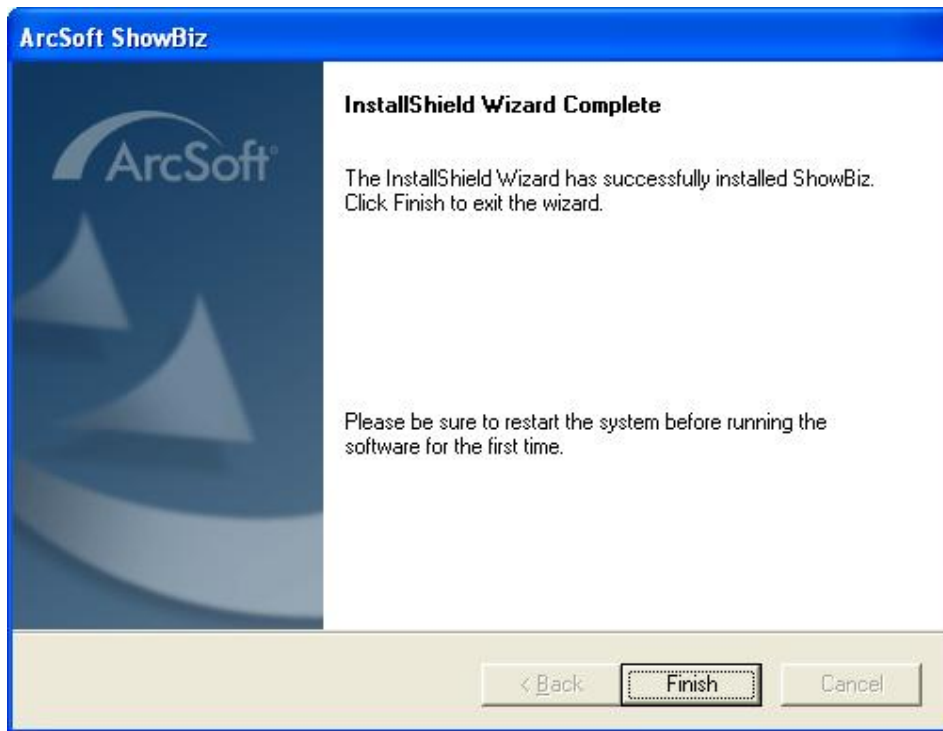 ArcSoft ShowBiz
ArcSoft®
InstallShield Wizard Complete
The InstallShield Wizard has successfully installed ShowBiz.
Click Finish to exit the wizard.
Please be sure to restart the system before running the
software for the first time.
< Back
Finish
Cancel